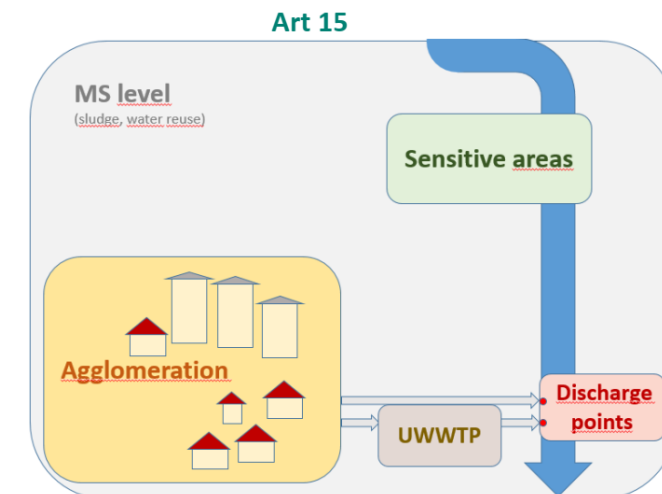 Art 15
MS level
(sludge, water reuse)
Sensitive areas
Agglomeration
Discharge
points
UWWTP